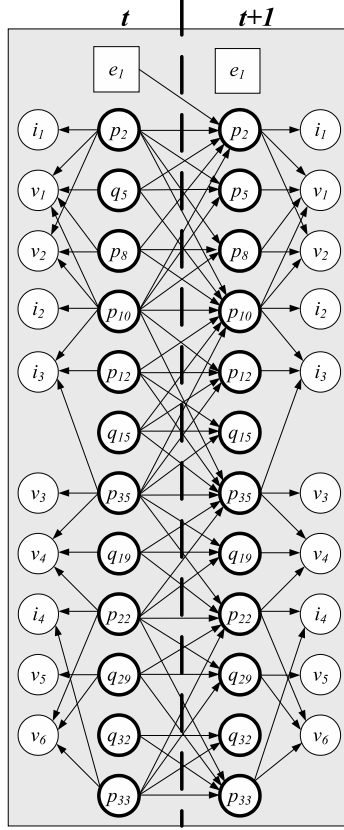 t t+1
e1 e1
i1 p2 p2 i1
v1 q5 p5 v1
v2 p8 p8 v2
i2 p10 p10 i2
i3 p12 p12 i3
q15 q15
v3 p35 p35 v3
v4 q19 q19 v4
i4 p22 p22 i4
v5 q29 q29 v5
v6 q32 q32 v6
p33 p33